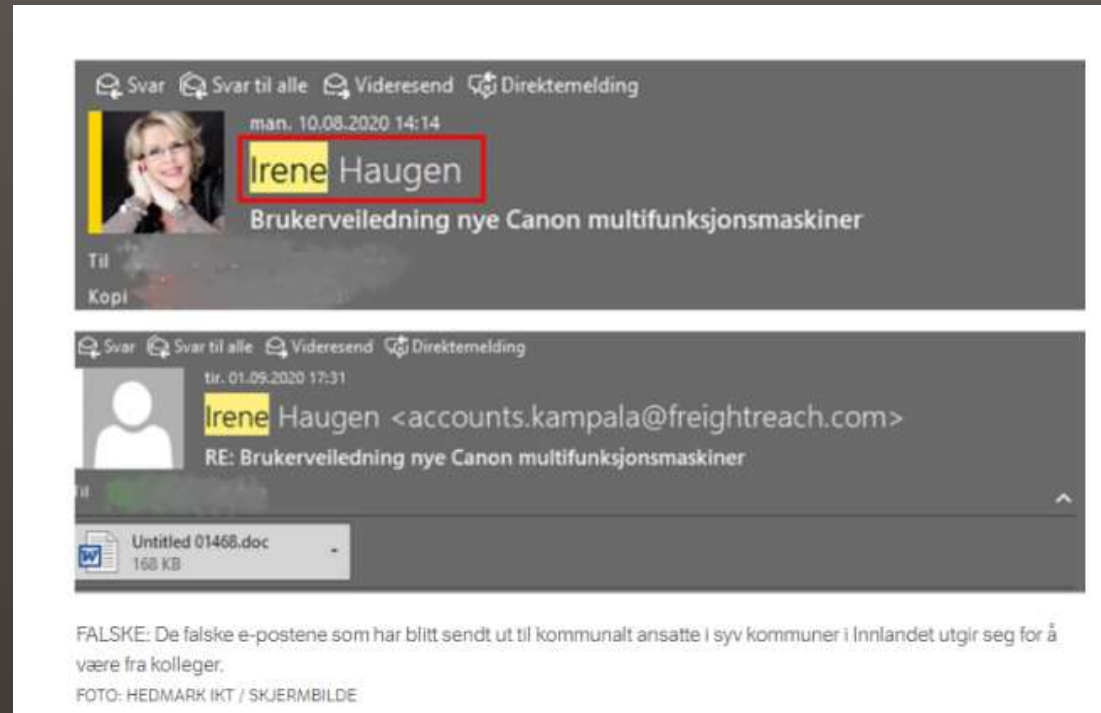 Svar Svar til alle Videresend Direktemelding
man. 10.08.2020 14:14
Irene Haugen
Brukerveiledning nye Canon multifunksjonsmaskiner
Til
Kopi
Svar Svar til alle Videresend Direktemelding
tir. 01.09.2020 17:31
Irene Haugen <accounts.kampala@freightreach.com>
RE: Brukerveiledning nye Canon multifunksjonsmaskiner
Til
Untitled 01468.doc
168 KB
FALSKE: De falske e-postene som har blitt sendt ut til kommunalt ansatte i syv kommuner i Innlandet utgir seg for å
være fra kolleger.
FOTO: HEDMARK IKT / SKJERMBILDE